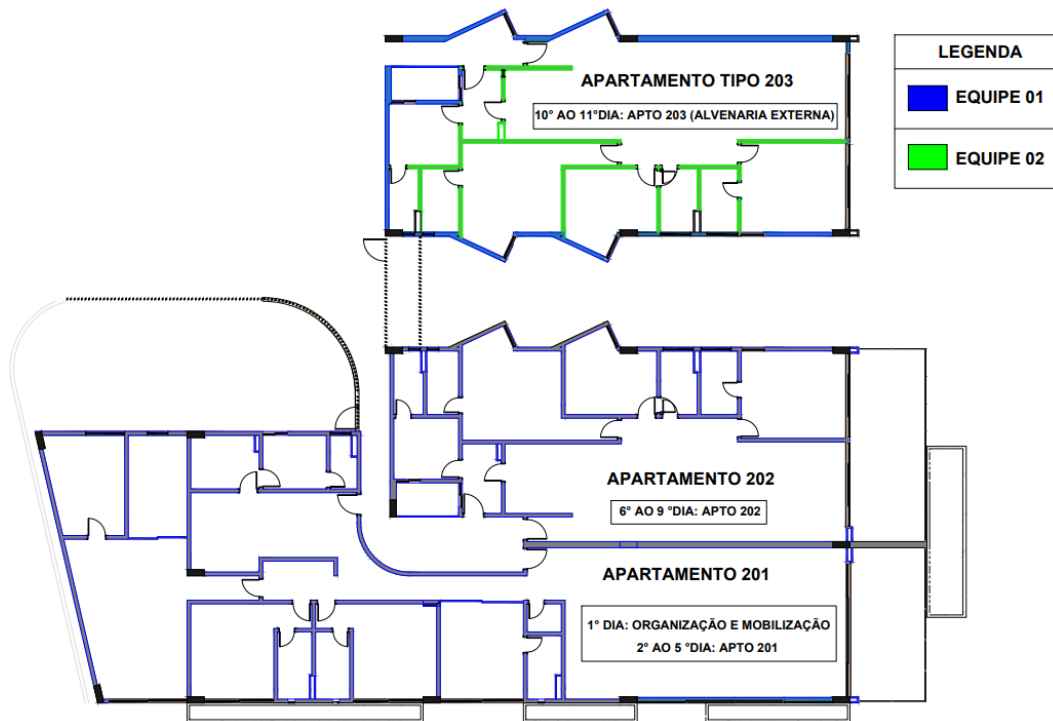 APARTAMENTO TIPO 203
10° AO 11°DIA: APTO 203 (ALVENARIA EXTERNA)
LEGENDA
EQUIPE 01
EQUIPE 02
APARTAMENTO 202
6° AO 9 °DIA: APTO 202
APARTAMENTO 201
1° DIA: ORGANIZAÇÃO E MOBILIZAÇÃO
2° AO 5 °DIA: APTO 201